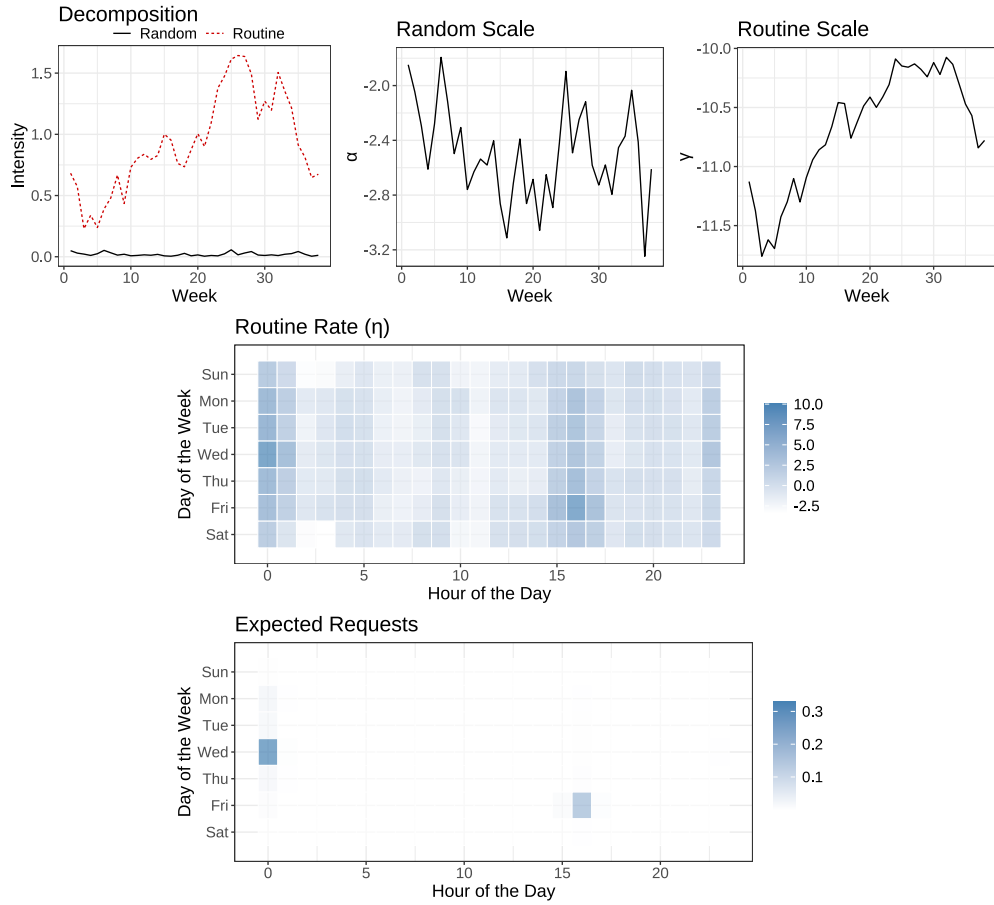 Decomposition
Random Routine
Intensity
1.5
1.0
0.5
0.0
0 10 20 30
Week
Random Scale
α
-2.0
-2.4
-2.8
-3.2
0 10 20 30
Week
Routine Scale
γ
-10.0
-10.5
-11.0
-11.5
0 10 20 30
Week
Routine Rate (η)
Day of the Week
Sun
Mon
Tue
Wed
Thu
Fri
Sat
0 5 10 15 20
Hour of the Day
10.0
7.5
5.0
2.5
0.0
-2.5
Expected Requests
Day of the Week
Sun
Mon
Tue
Wed
Thu
Fri
Sat
0 5 10 15 20
Hour of the Day
0.3
0.2
0.1